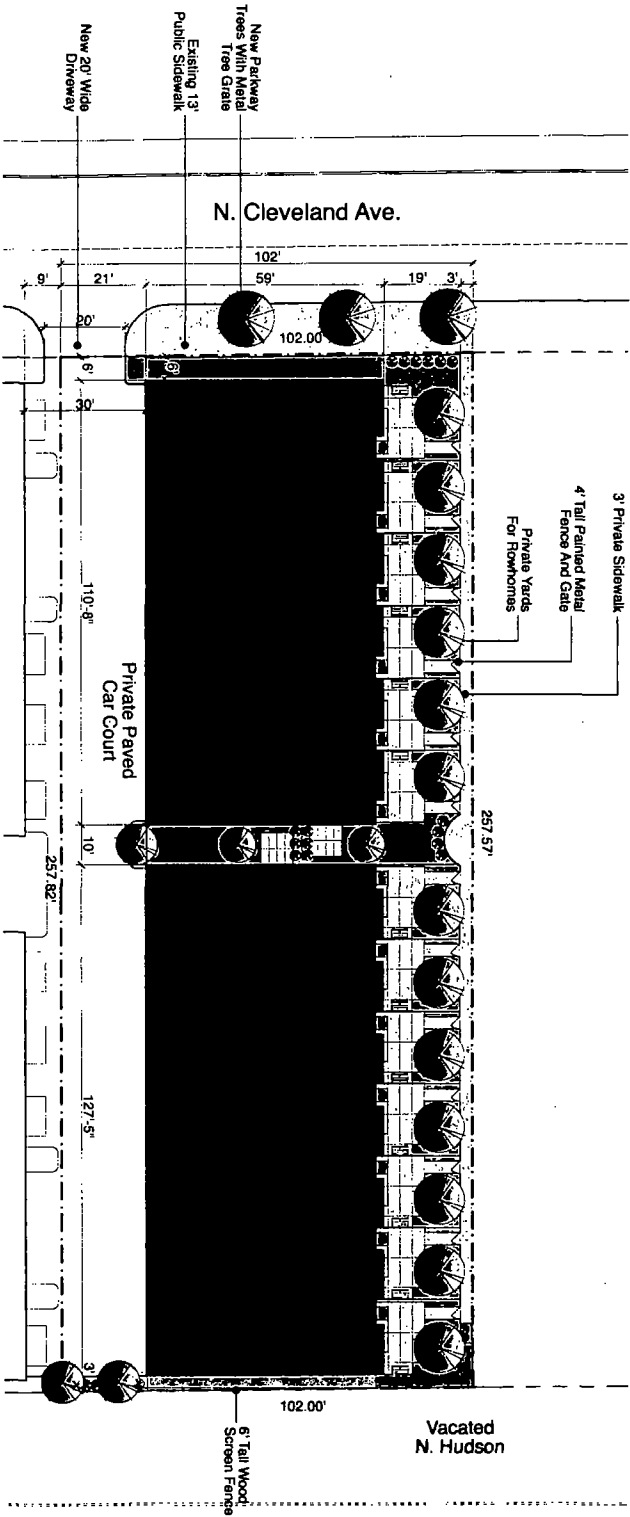 New Parkway
Trees With Metal
Tree Grate
Existing 13'
Public Sidewalk
New 20' Wide
Driveway
N. Cleveland Ave.
102'
9'
21'
59'
19'
3'
20'
102.00'
6'
6'
30'
3' Private Sidewalk
4' Tall Painted Metal
Fence And Gate
Private Yards
For Rowhomes
110'-8"
Private Paved
Car Court
257.57'
10'
257.82'
127'-5"
3'
102.00'
6' Tall Wood
Screen Fence
Vacated
N. Hudson